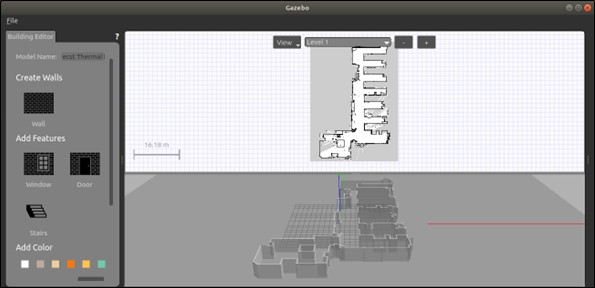 Gazebo
File
Building Editor
?
Model Name: ecst Thermal
View
Level 1
-
+
Create Walls
Wall
Add Features
Window
Door
Stairs
Add Color
16.18 m